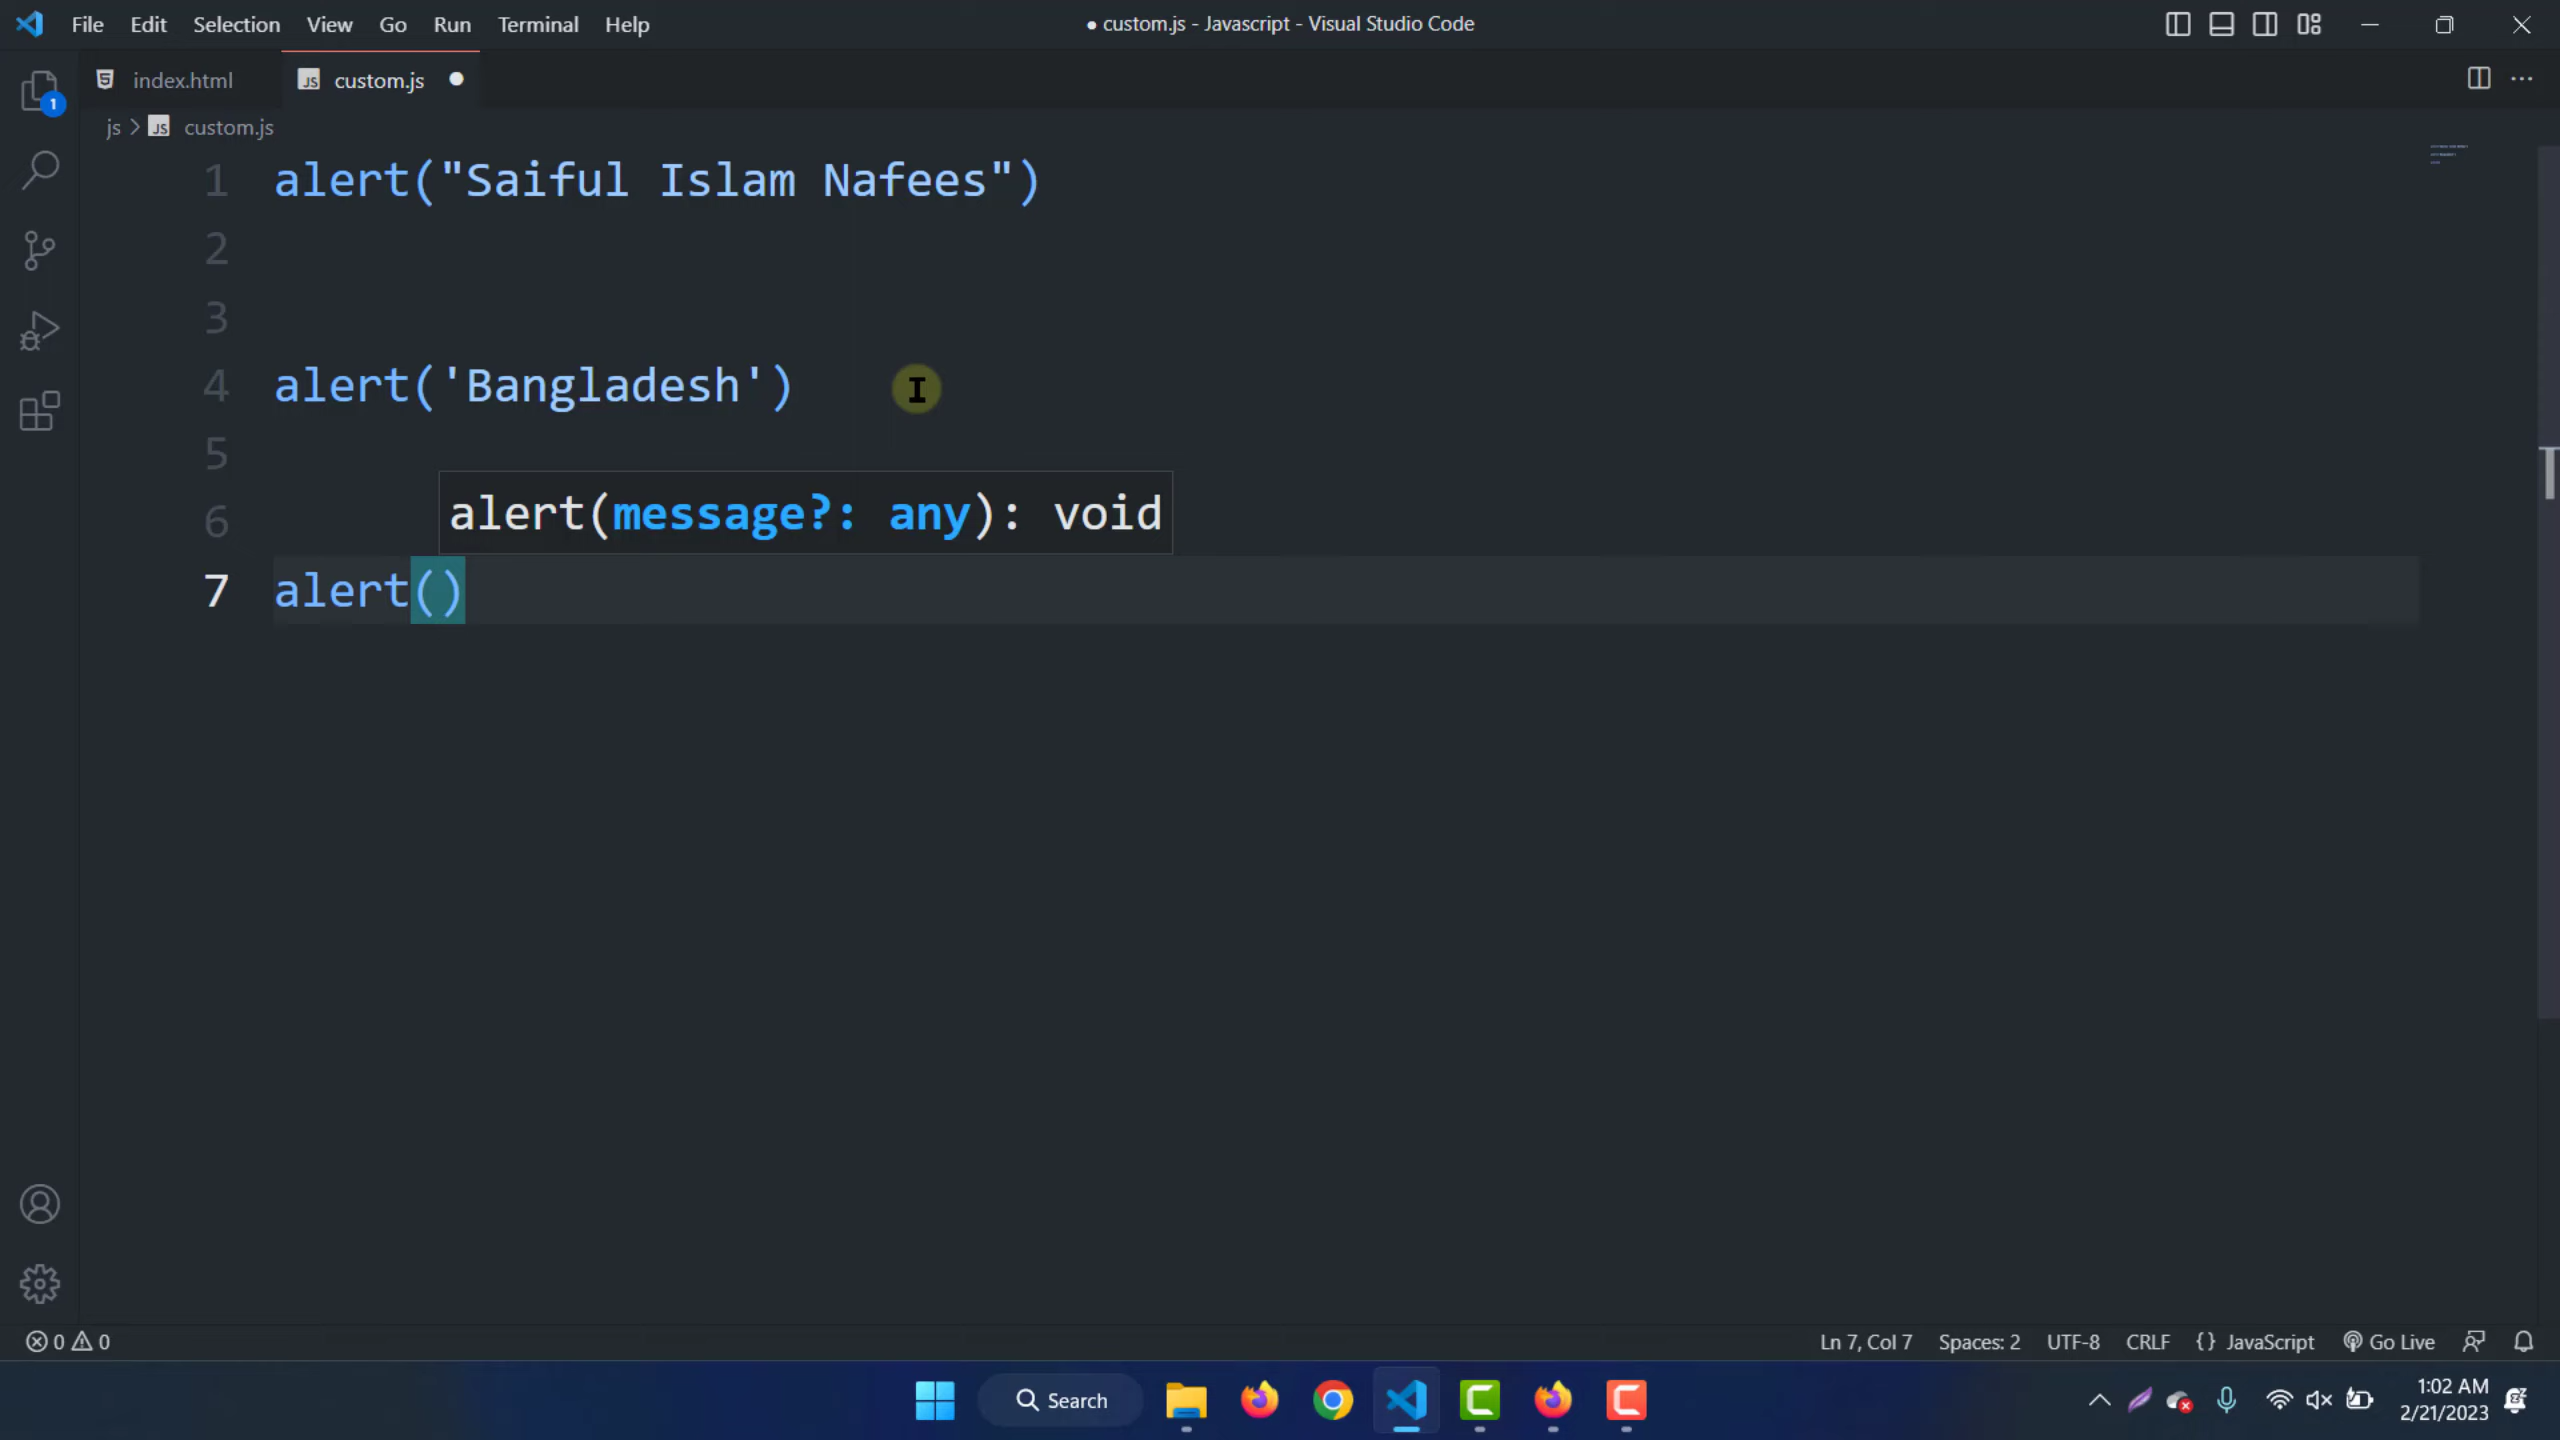 File Edit Selection View Go Run Terminal Help
● custom.js - Javascript - Visual Studio Code
index.html
JS custom.js ●
1
js > JS custom.js
1 alert("Saiful Islam Nafees")
2
3
4 alert('Bangladesh')
5
alert(message?: any): void
6
7 alert()
0 0
Ln 7, Col 7 Spaces: 2 UTF-8 CRLF {} JavaScript Go Live
Search
1:02 AM
2/21/2023